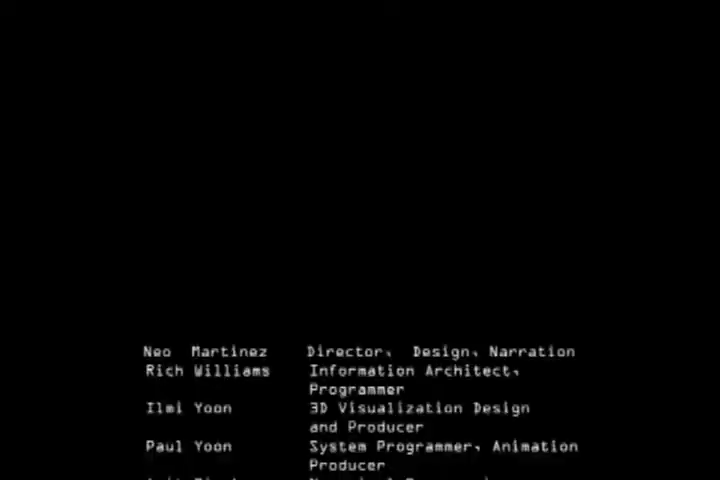 Neo Martinez Director, Design, Narration
Rich Williams Information Architect,
Programmer
Ilmi Yoon 3D Visualization Design
and Producer
Paul Yoon System Programmer, Animation
Producer